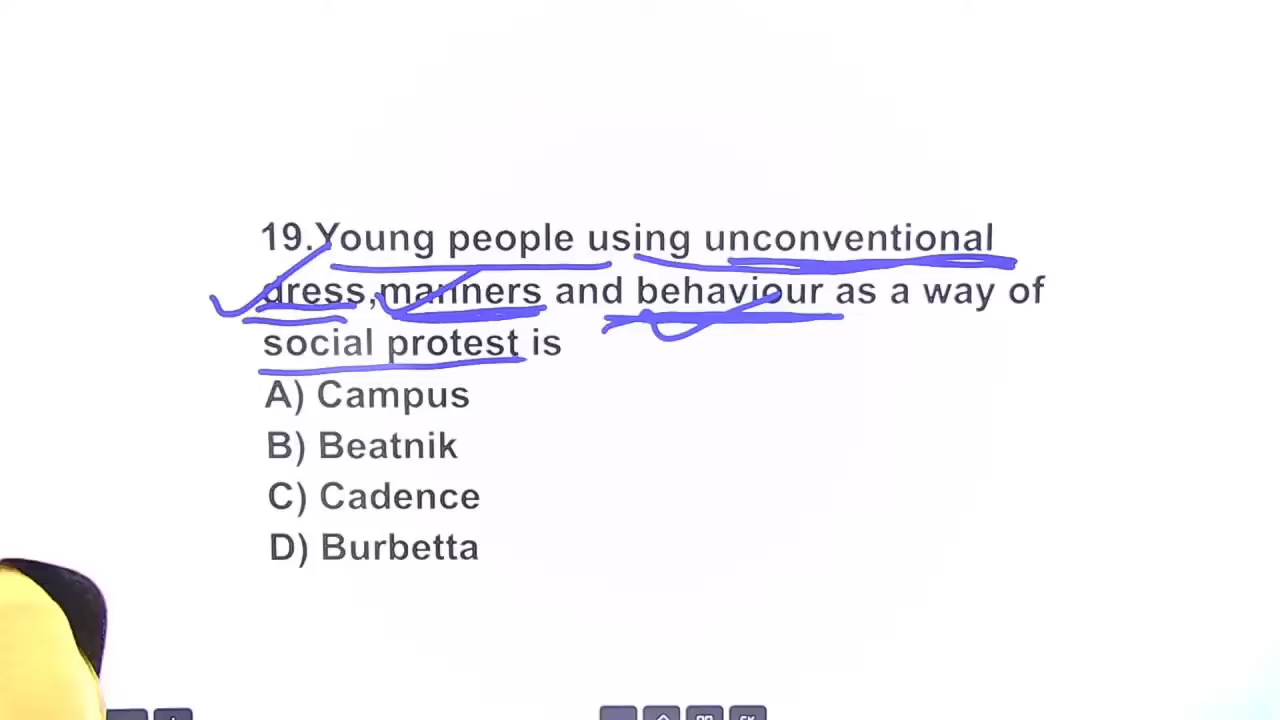 19.Young people using unconventional
dress,manners and behaviour as a way of
social protest is
A) Campus
B) Beatnik
C) Cadence
D) Burbetta